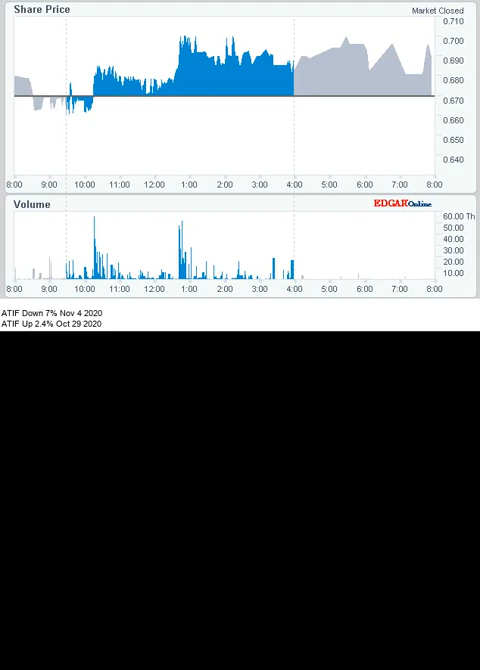 Share Price
Market Closed
0.710
0.700
0.690
0.680
0.670
0.660
0.650
0.640
8:00 9:00 10:00 11:00 12:00 1:00 2:00 3:00 4:00 5:00 6:00 7:00 8:00
Volume
EDGAROnline
60.00 Th
50.00
40.00
30.00
20.00
10.00
8:00 9:00 10:00 11:00 12:00 1:00 2:00 3:00 4:00 5:00 6:00 7:00 8:00
ATIF Down 7% Nov 4 2020
ATIF Up 2.4% Oct 29 2020